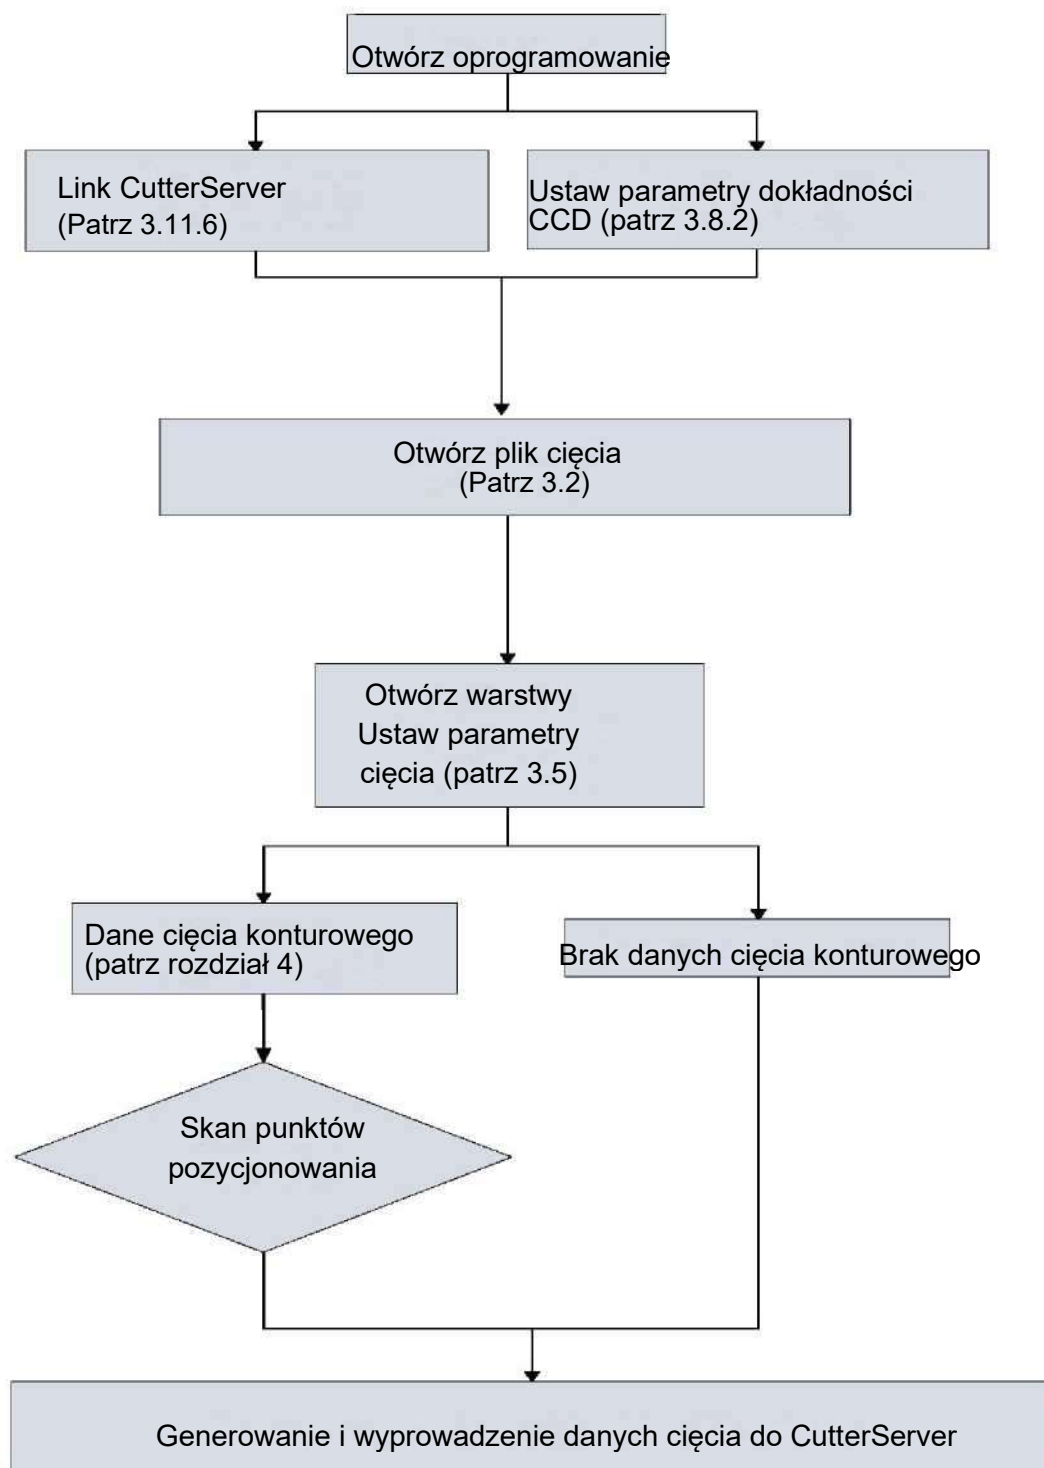 Otwórz oprogramowanie
Link CutterServer
(Patrz 3.11.6)
Ustaw parametry dokładności
CCD (patrz 3.8.2)
Otwórz plik cięcia
(Patrz 3.2)
Otwórz warstwy
Ustaw parametry
cięcia (patrz 3.5)
Dane cięcia konturowego
(patrz rozdział 4)
Brak danych cięcia konturowego
Skan punktów
pozycjonowania
Generowanie i wyprowadzenie danych cięcia do CutterServer